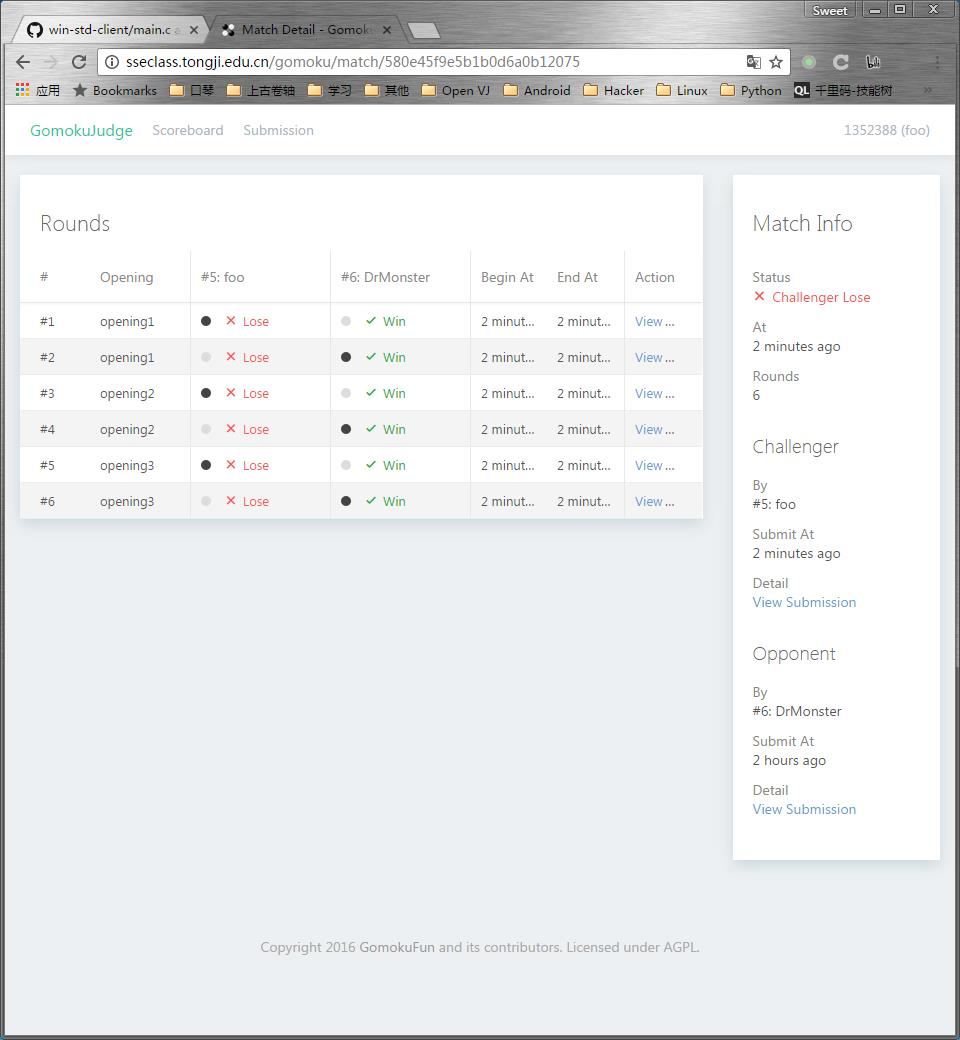 Sweet
win-std-client/main.c a
Match Detail - Gomoku
sseclass.tongji.edu.cn/gomoku/match/580e45f9e5b1b0d6a0b12075
应用 Bookmarks 口琴 上古卷轴 学习 其他 Open VJ Android Hacker Linux Python QL 千里码-技能树 »
GomokuJudge Scoreboard Submission 1352388 (foo)
Rounds
# Opening #5: foo #6: DrMonster Begin At End At Action
#1 opening1 Lose Win 2 minut... 2 minut... View ...
#2 opening1 Lose Win 2 minut... 2 minut... View ...
#3 opening2 Lose Win 2 minut... 2 minut... View ...
#4 opening2 Lose Win 2 minut... 2 minut... View ...
#5 opening3 Lose Win 2 minut... 2 minut... View ...
#6 opening3 Lose Win 2 minut... 2 minut... View ...
Match Info
Status
Challenger Lose
At
2 minutes ago
Rounds
6
Challenger
By
#5: foo
Submit At
2 minutes ago
Detail
View Submission
Opponent
By
#6: DrMonster
Submit At
2 hours ago
Detail
View Submission
Copyright 2016 GomokuFun and its contributors. Licensed under AGPL.